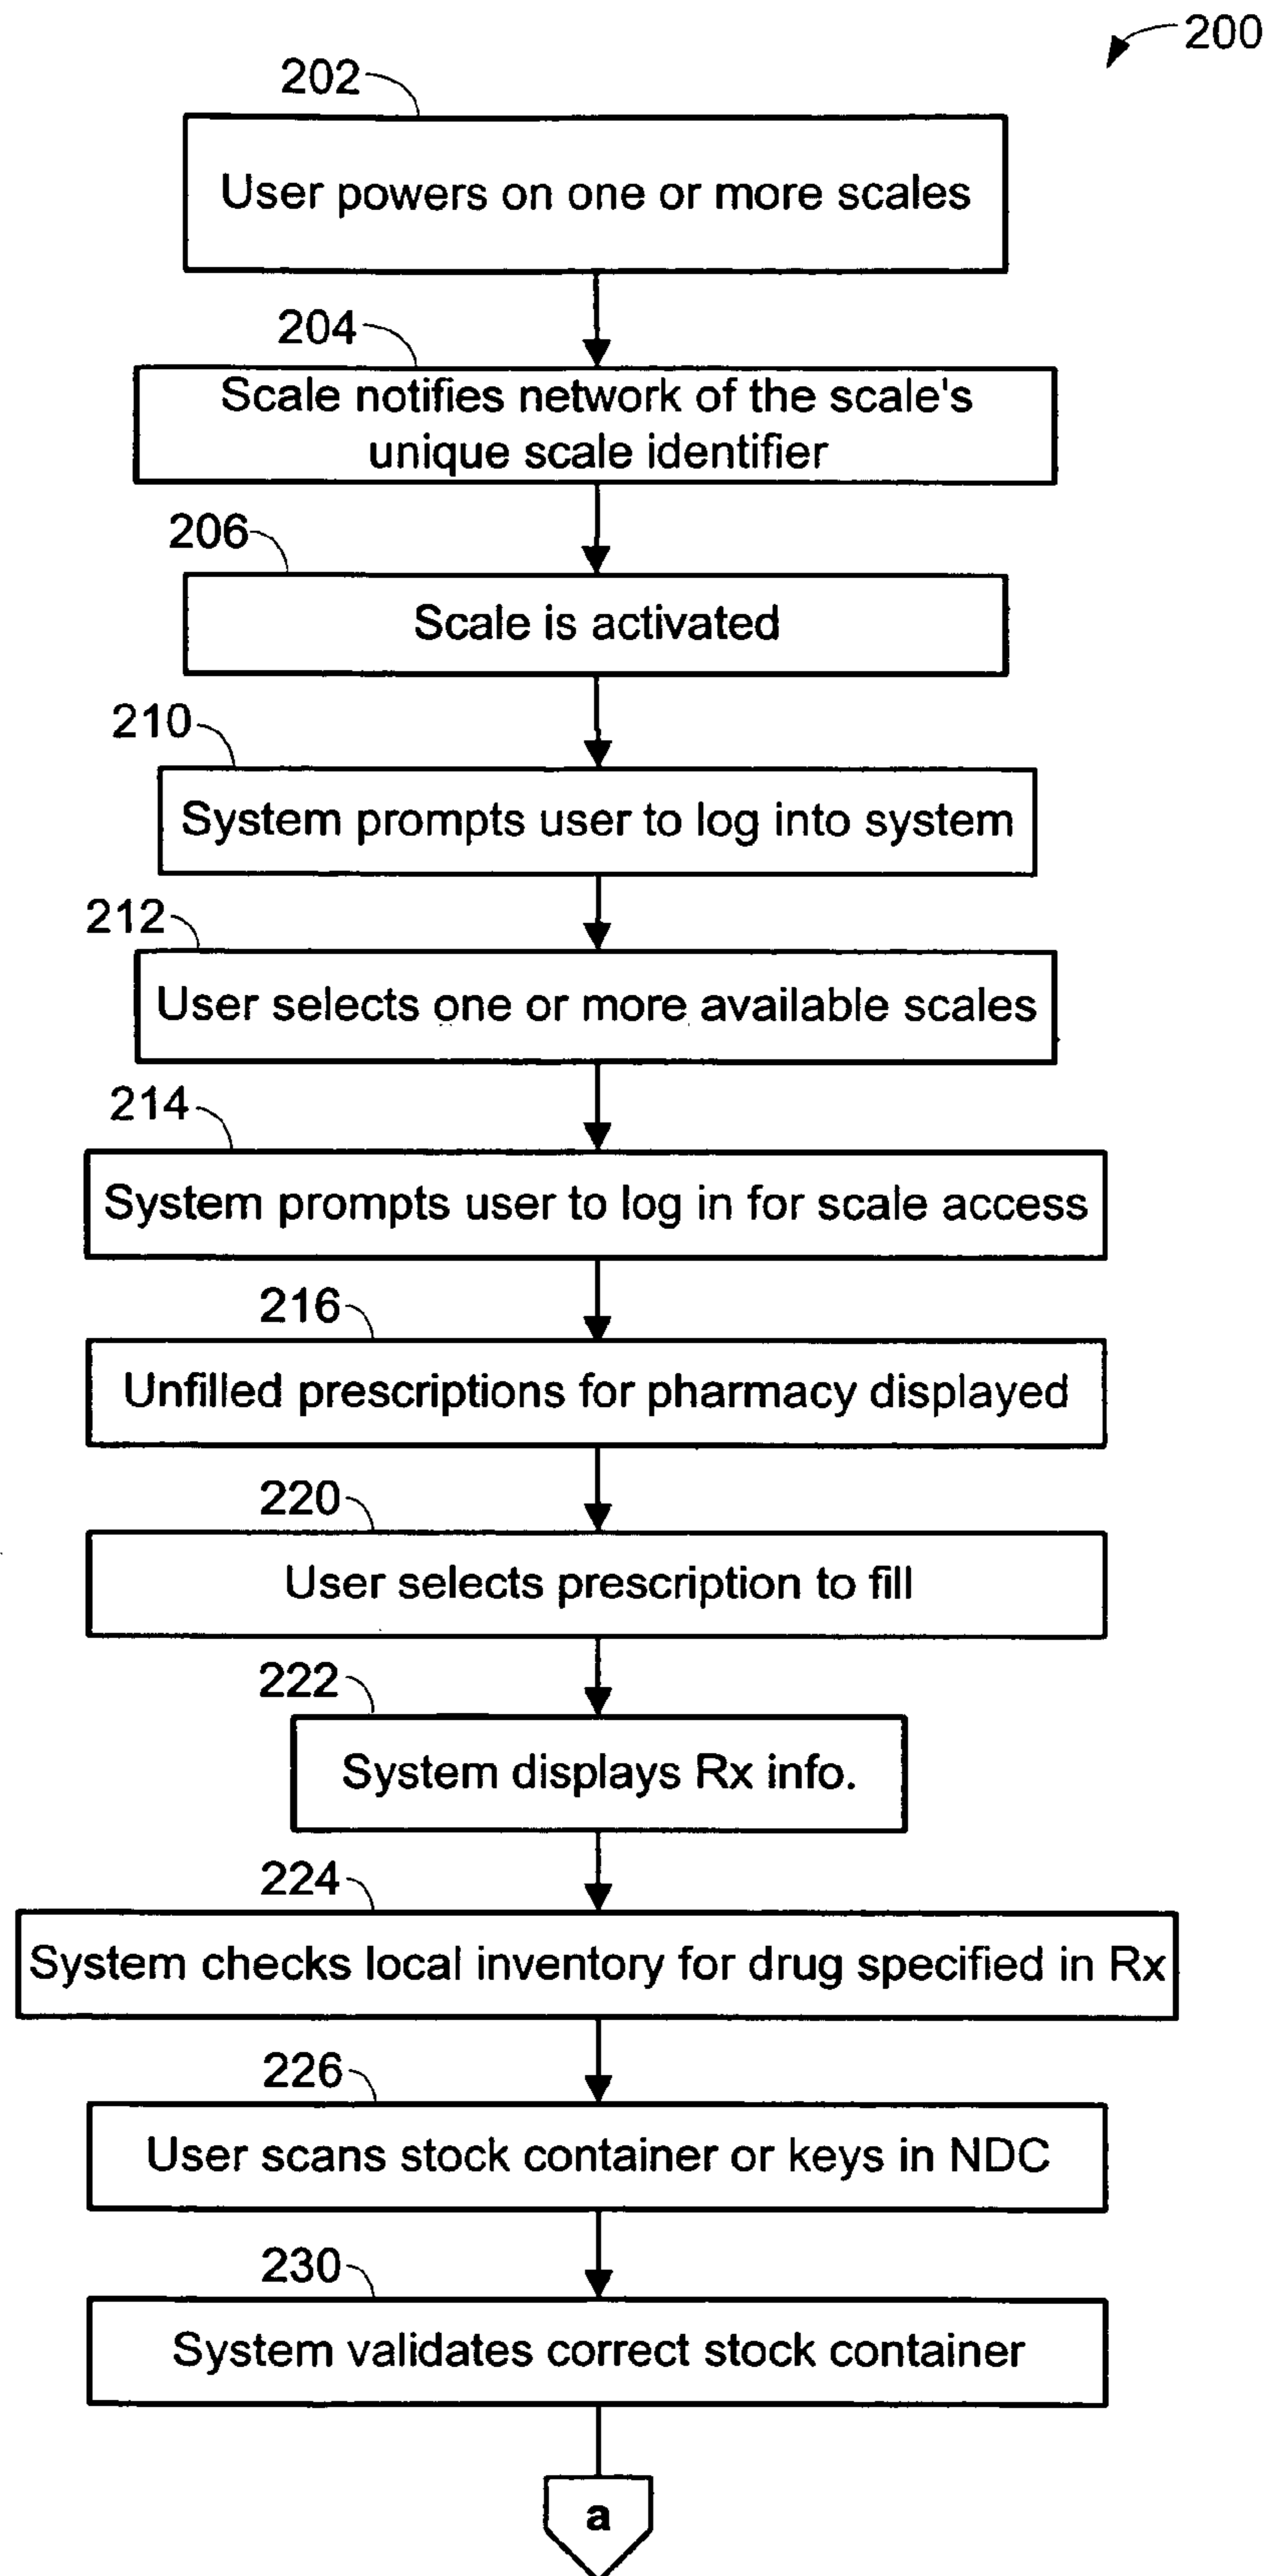 200
202
User powers on one or more scales
204
Scale notifies network of the scale's
unique scale identifier
206
Scale is activated
210
System prompts user to log into system
212
User selects one or more available scales
214
System prompts user to log in for scale access
216
Unfilled prescriptions for pharmacy displayed
220
User selects prescription to fill
222
System displays Rx info.
224
System checks local inventory for drug specified in Rx
226
User scans stock container or keys in NDC
230
System validates correct stock container
a